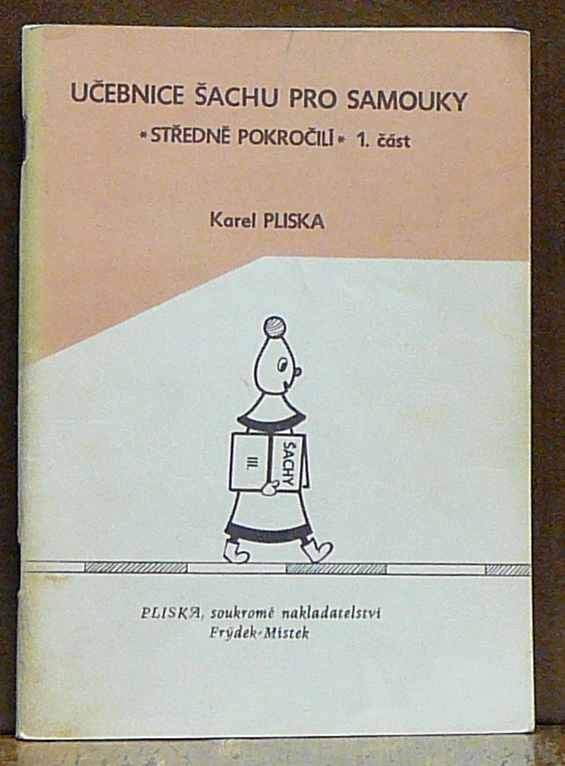 UČEBNICE ŠACHU PRO SAMOUKY
*STŘEDNĚ POKROČILÍ* 1. část
Karel PLISKA
ŠACHY
III.
PLISKA, soukromé nakladatelství
Frýdek-Místek